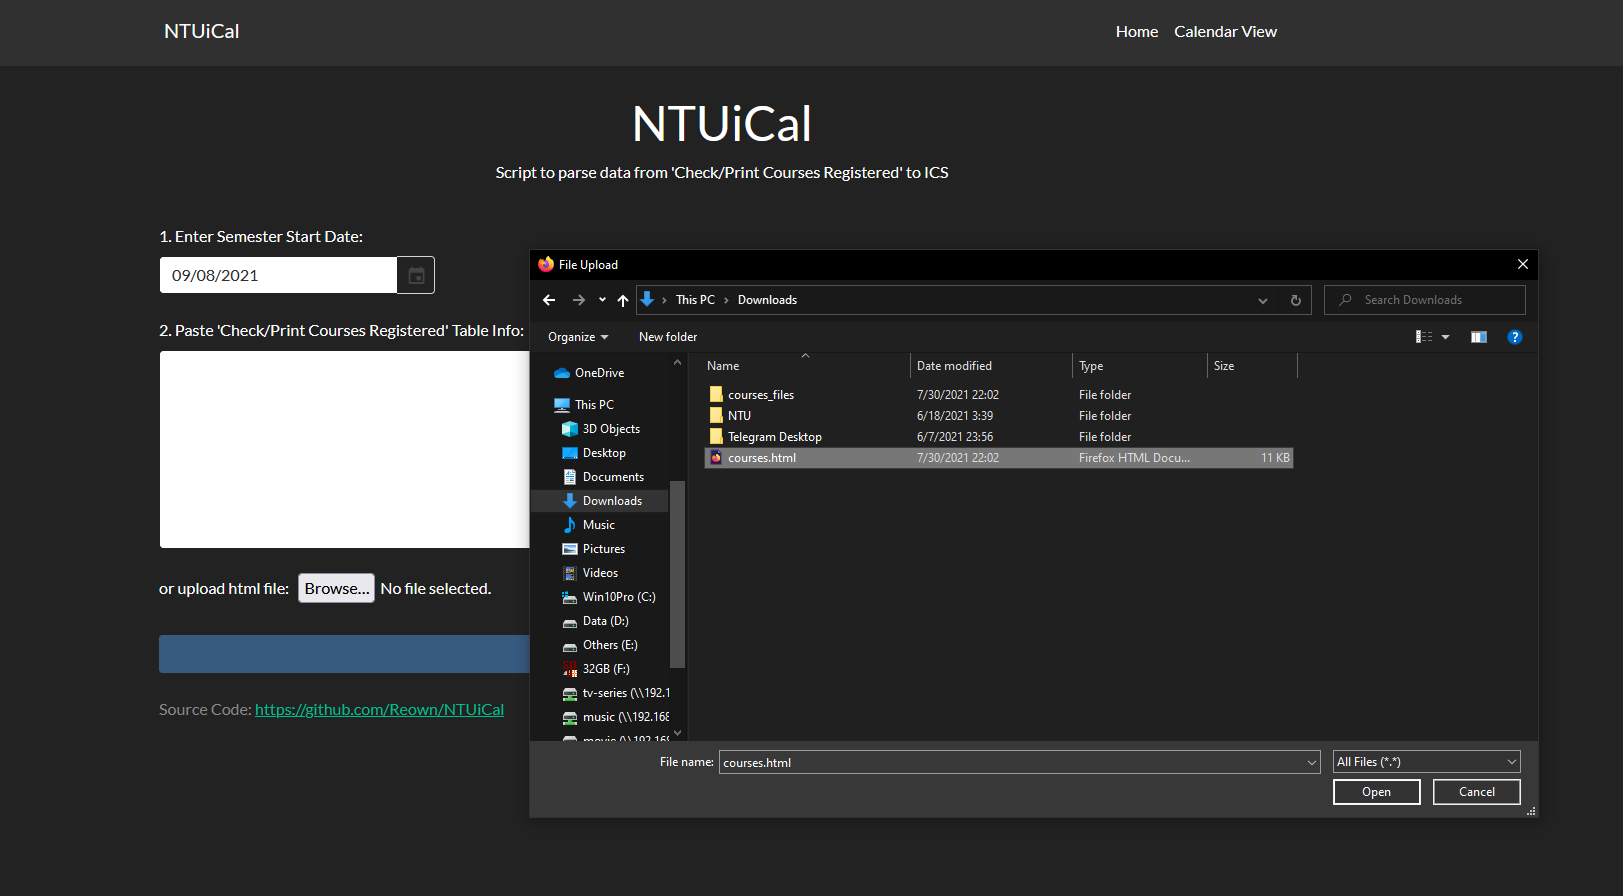 NTUiCal
Home Calendar View
NTUiCal
Script to parse data from 'Check/Print Courses Registered' to ICS
1. Enter Semester Start Date:
09/08/2021
2. Paste 'Check/Print Courses Registered' Table Info:
or upload html file: Browse... No file selected.
Source Code: https://github.com/Reown/NTUiCal
File Upload
This PC › Downloads
Search Downloads
Organize New folder
OneDrive
This PC
3D Objects
Desktop
Documents
Downloads
Music
Pictures
Videos
Win10Pro (C:)
Data (D:)
Others (E:)
32GB (F:)
tv-series (\\192.1
music (\\192.168
movie (\\192.168
Name Date modified Type Size
courses_files 7/30/2021 22:02 File folder
NTU 6/18/2021 3:39 File folder
Telegram Desktop 6/7/2021 23:56 File folder
courses.html 7/30/2021 22:02 Firefox HTML Docu... 11 KB
File name: courses.html All Files (*.*)
Open Cancel